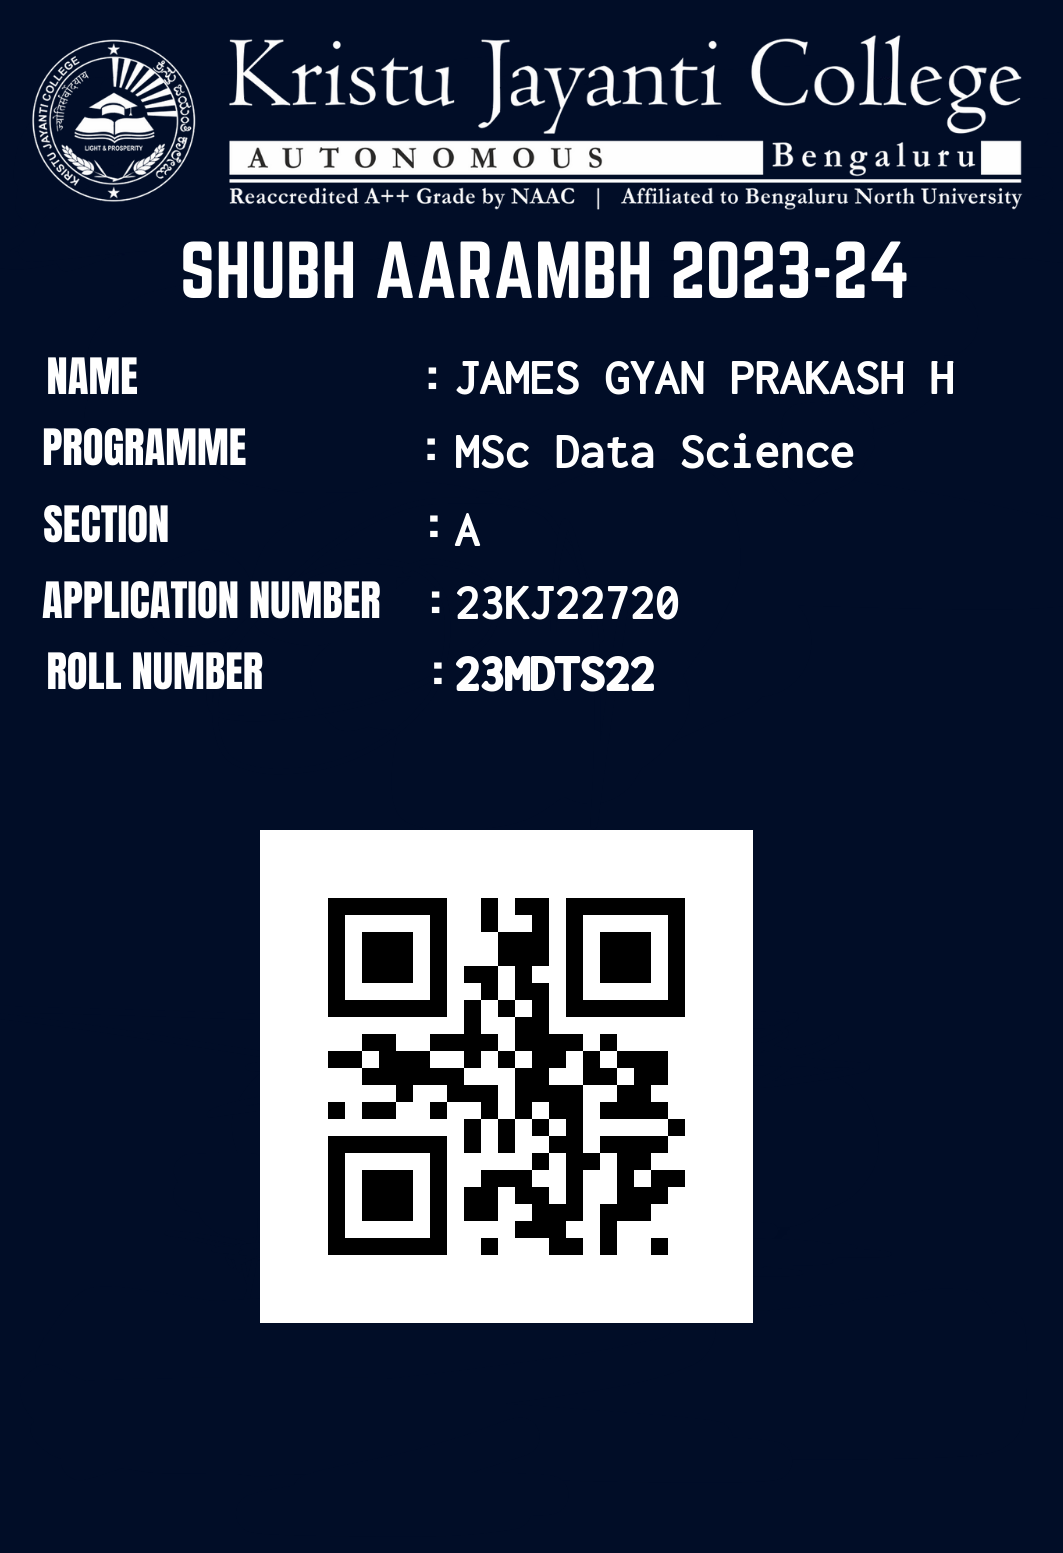 KRISTU JAYANTI COLLEGE
LIGHT & PROSPERITY
Kristu Jayanti College
AUTONOMOUS Bengaluru
Reaccredited A++ Grade by NAAC | Affiliated to Bengaluru North University
SHUBH AARAMBH 2023-24
NAME : JAMES GYAN PRAKASH H
PROGRAMME : MSc Data Science
SECTION : A
APPLICATION NUMBER : 23KJ22720
ROLL NUMBER : 23MDTS22